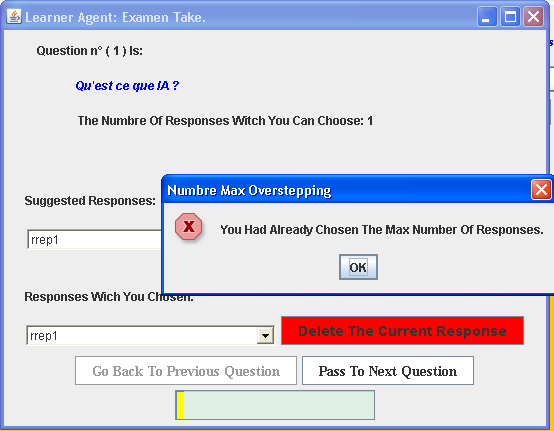 Learner Agent: Examen Take.
Question n° ( 1 ) Is:
Qu'est ce que IA ?
The Numbre Of Responses Witch You Can Choose: 1
Numbre Max Overstepping
Suggested Responses:
You Had Already Chosen The Max Number Of Responses.
rrep1
OK
Responses Wich You Chosen:
rrep1
Delete The Current Response
Go Back To Previous Question
Pass To Next Question